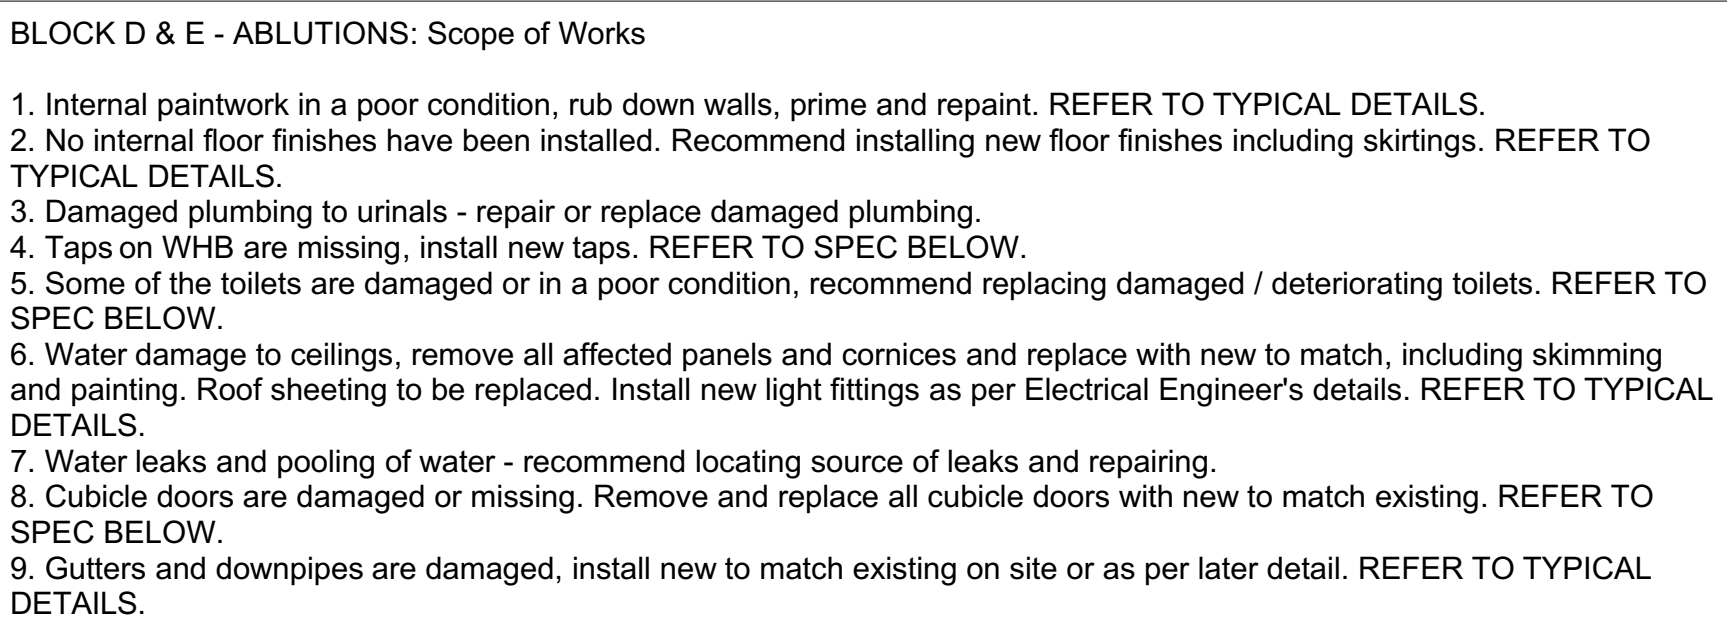 BLOCK D & E - ABLUTIONS: Scope of Works
1. Internal paintwork in a poor condition, rub down walls, prime and repaint. REFER TO TYPICAL DETAILS.
2. No internal floor finishes have been installed. Recommend installing new floor finishes including skirtings. REFER TO
TYPICAL DETAILS.
3. Damaged plumbing to urinals - repair or replace damaged plumbing.
4. Taps on WHB are missing, install new taps. REFER TO SPEC BELOW.
5. Some of the toilets are damaged or in a poor condition, recommend replacing damaged / deteriorating toilets. REFER TO
SPEC BELOW.
6. Water damage to ceilings, remove all affected panels and cornices and replace with new to match, including skimming
and painting. Roof sheeting to be replaced. Install new light fittings as per Electrical Engineer's details. REFER TO TYPICAL
DETAILS.
7. Water leaks and pooling of water - recommend locating source of leaks and repairing.
8. Cubicle doors are damaged or missing. Remove and replace all cubicle doors with new to match existing. REFER TO
SPEC BELOW.
9. Gutters and downpipes are damaged, install new to match existing on site or as per later detail. REFER TO TYPICAL
DETAILS.